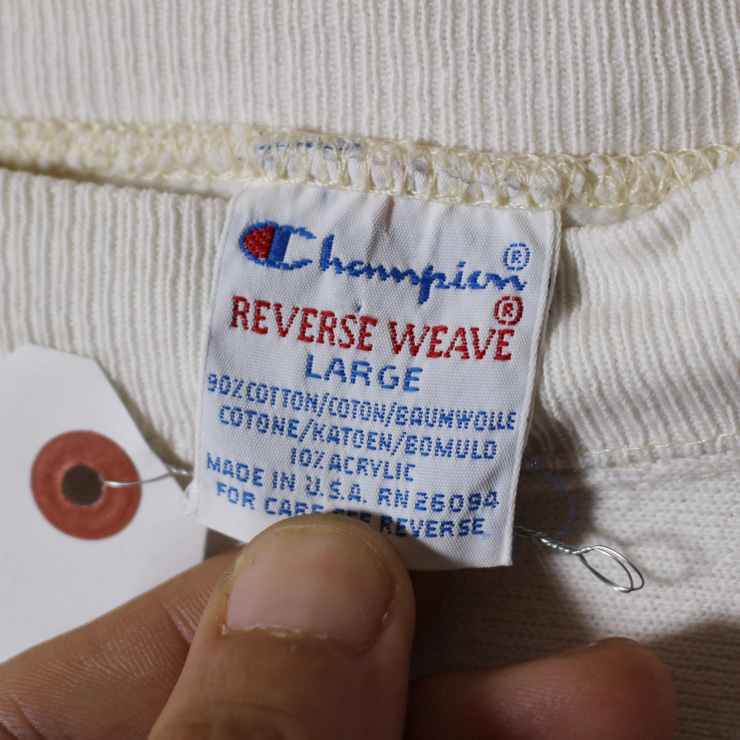 Champion®
REVERSE WEAVE®
LARGE
90% COTTON/COTON/BAUMWOLLE
COTONE/KATOEN/BOMULD
10% ACRYLIC
MADE IN U.S.A. RN 26094
FOR CARE SEE REVERSE